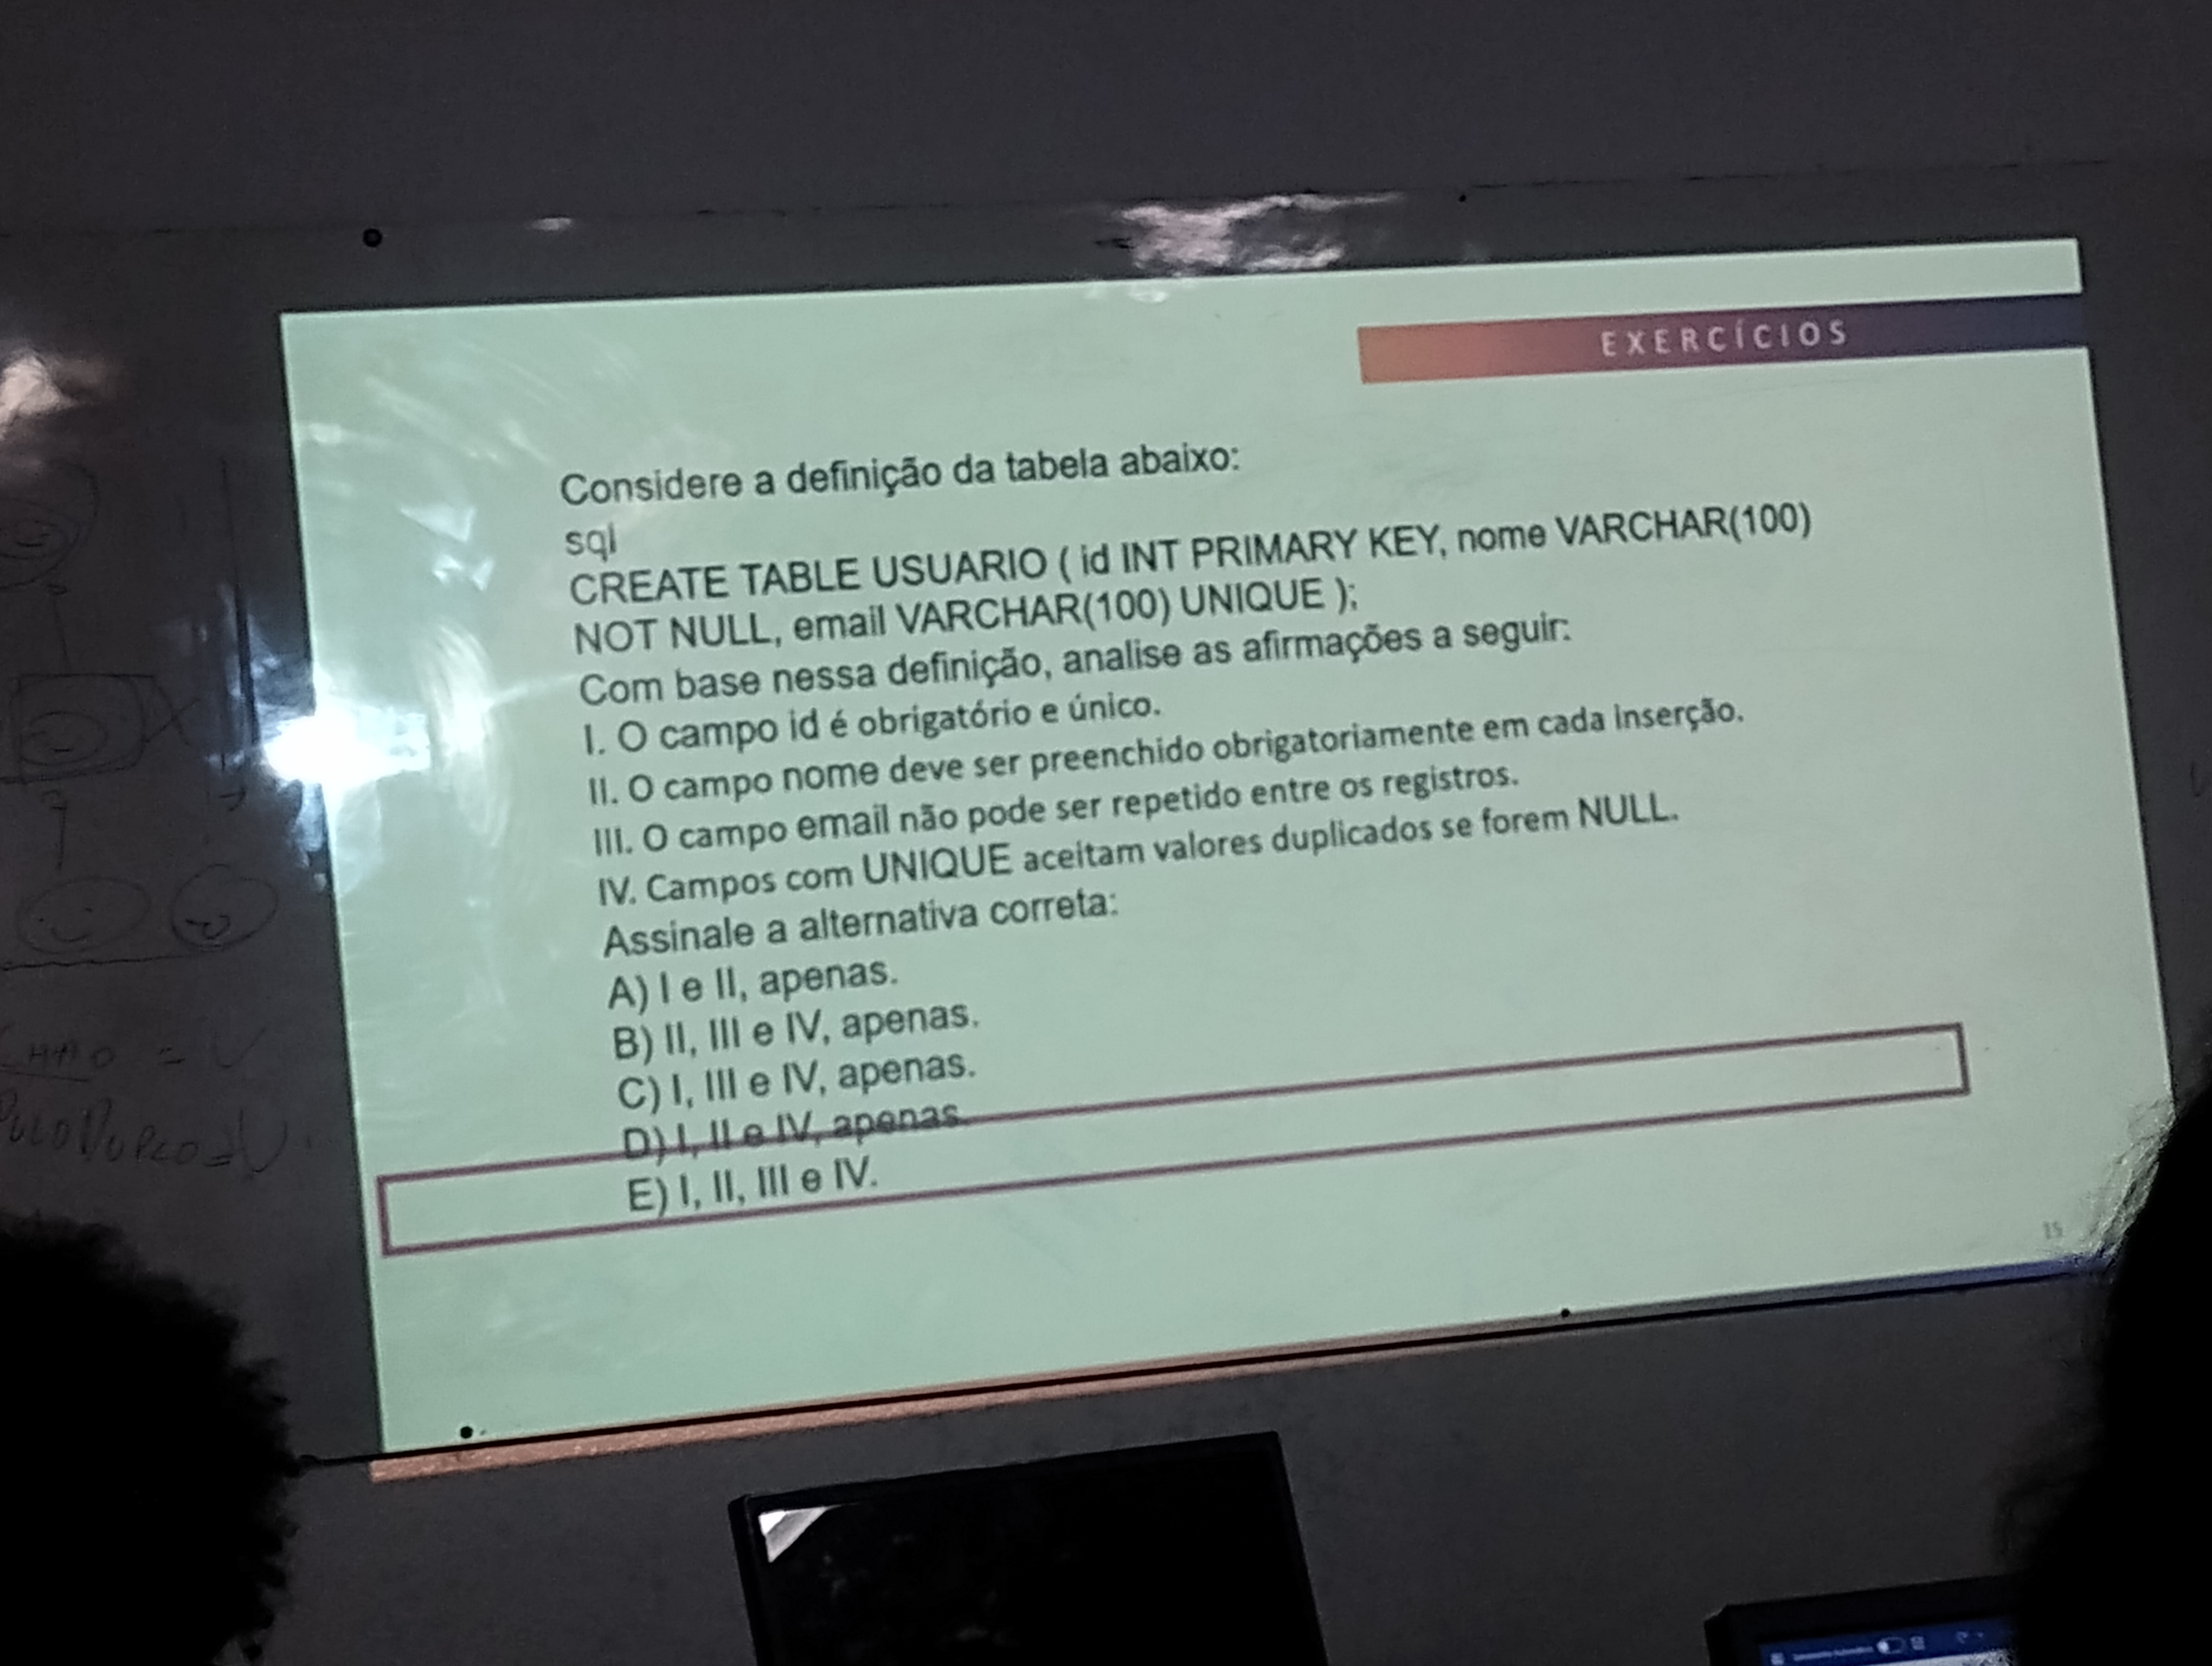 EXERCÍCIOS
Considere a definição da tabela abaixo:
sql
CREATE TABLE USUARIO ( id INT PRIMARY KEY, nome VARCHAR(100)
NOT NULL, email VARCHAR(100) UNIQUE );
Com base nessa definição, analise as afirmações a seguir:
I. O campo id é obrigatório e único.
II. O campo nome deve ser preenchido obrigatoriamente em cada inserção.
III. O campo email não pode ser repetido entre os registros.
IV. Campos com UNIQUE aceitam valores duplicados se forem NULL.
Assinale a alternativa correta:
A) I e II, apenas.
B) II, III e IV, apenas.
C) I, III e IV, apenas.
D) I, II e IV, apenas.
E) I, II, III e IV.
15